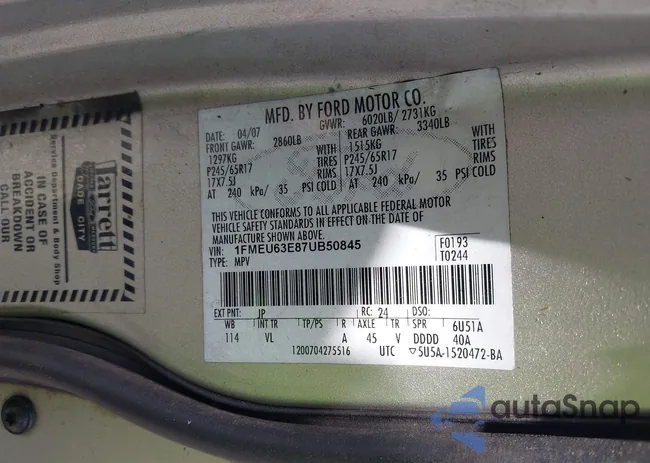 MFD. BY FORD MOTOR CO.
DATE: 04/07 GVWR: 6020LB/ 2731KG
FRONT GAWR: 2860LB REAR GAWR: 3340LB
1297KG WITH 1515KG WITH
P245/65R17 TIRES P245/65R17 TIRES
17X7.5J RIMS 17X7.5J RIMS
AT 240 kPa/ 35 PSI COLD AT 240 kPa/ 35 PSI COLD
THIS VEHICLE CONFORMS TO ALL APPLICABLE FEDERAL MOTOR
VEHICLE SAFETY STANDARDS IN EFFECT ON THE DATE OF
MANUFACTURE SHOWN ABOVE.
VIN: 1FMEU63E87UB50845 F0193
TYPE: MPV T0244
EXT PNT: JP RC: 24 DSO:
WB INT TR TP/PS R AXLE TR SPR 6U51A
114 VL A 45 V DDDD 40A
1200704275516 UTC ▽5U5A-1520472-BA
Jarrett
DADE CITY
Service Department & Body Shop
IN CASE OF
ACCIDENT OR
BREAKDOWN
CALL OUR
autoSnap